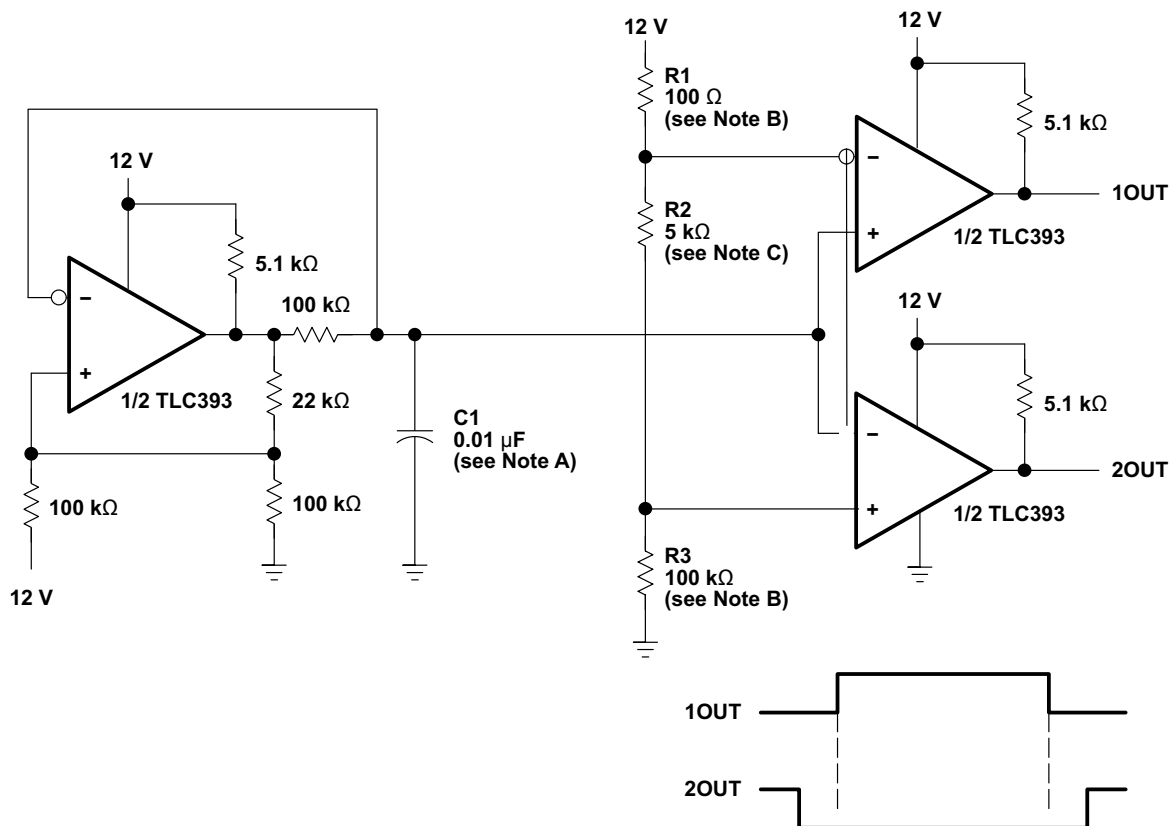 12 V
5.1 kΩ
100 kΩ
−
+
1/2 TLC393
22 kΩ
100 kΩ
100 kΩ
12 V
C1
0.01 µF
(see Note A)
12 V
R1
100 Ω
(see Note B)
R2
5 kΩ
(see Note C)
R3
100 kΩ
(see Note B)
12 V
5.1 kΩ
−
+
1OUT
1/2 TLC393
12 V
5.1 kΩ
−
+
2OUT
1/2 TLC393
1OUT
2OUT